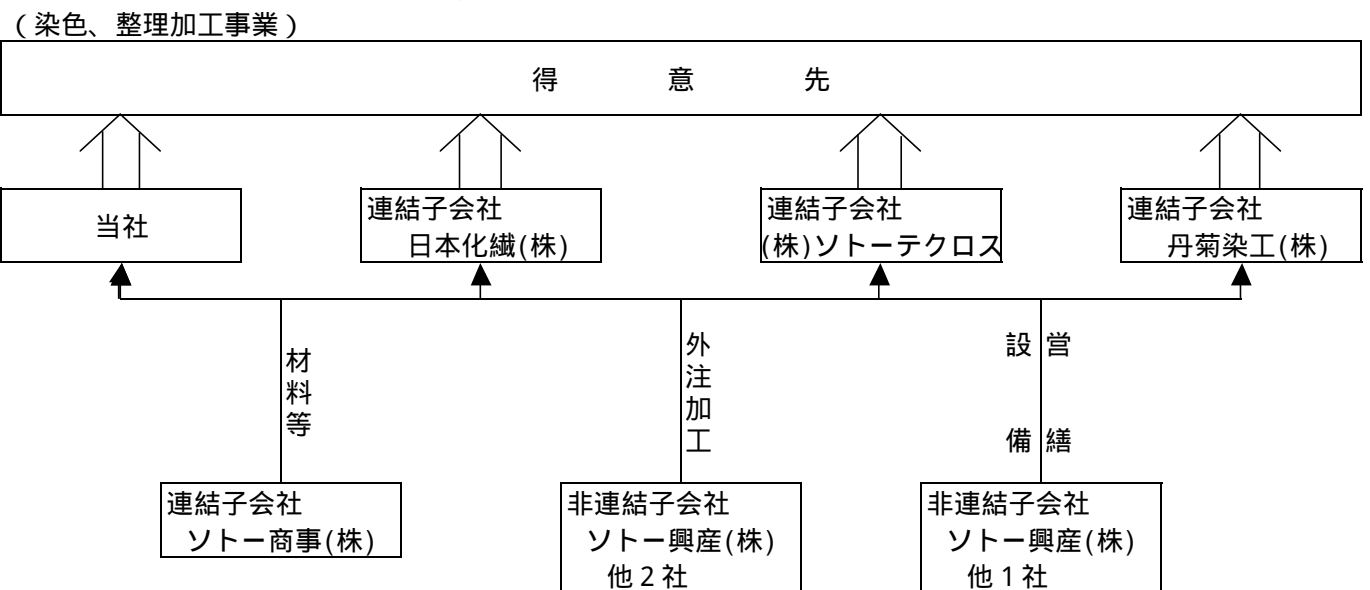 （染色、整理加工事業）
得意先
当社
連結子会社
日本化繊(株)
連結子会社
(株)ソトーテクロス
連結子会社
丹菊染工(株)
材料等
外注加工
設備
営繕
連結子会社
ソトー商事(株)
非連結子会社
ソトー興産(株)
他２社
非連結子会社
ソトー興産(株)
他１社